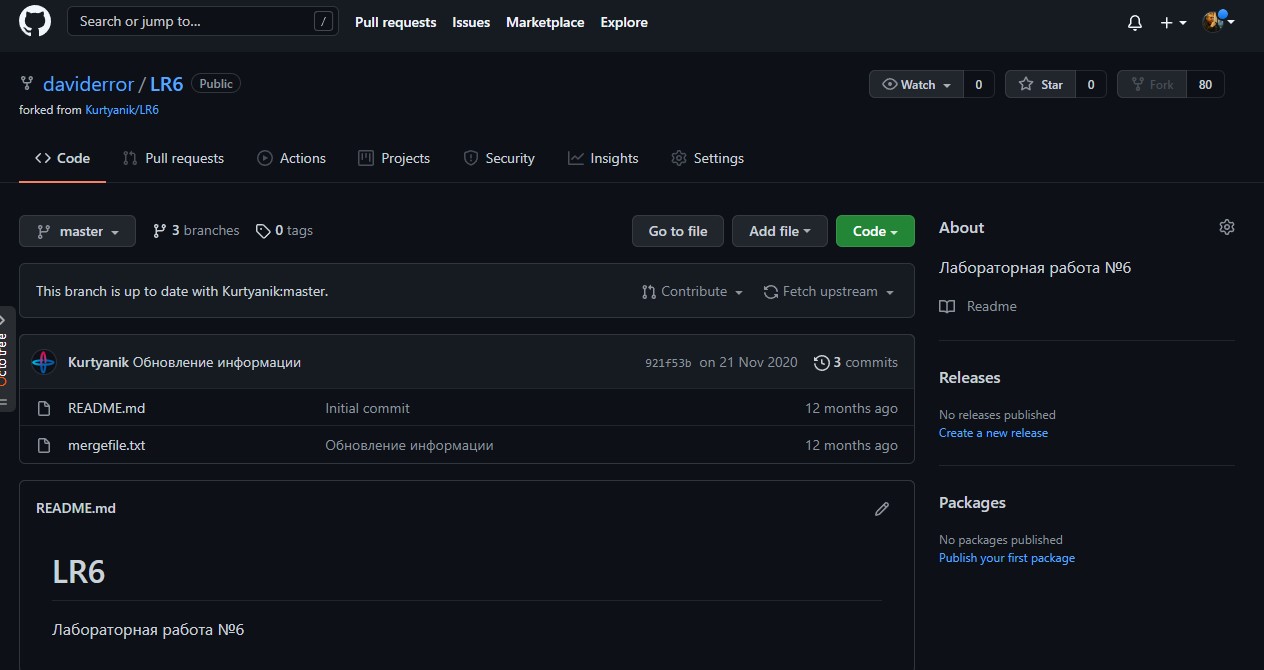 Search or jump to... /
Pull requests Issues Marketplace Explore
daviderror / LR6 Public
forked from Kurtyanik/LR6
Watch 0 Star 0 Fork 80
Code Pull requests Actions Projects Security Insights Settings
master 3 branches 0 tags
Go to file Add file Code
This branch is up to date with Kurtyanik:master.
Contribute Fetch upstream
Kurtyanik Обновление информации 921f53b on 21 Nov 2020 3 commits
README.md Initial commit 12 months ago
mergefile.txt Обновление информации 12 months ago
README.md
LR6
Лабораторная работа №6
About
Лабораторная работа №6
Readme
Releases
No releases published
Create a new release
Packages
No packages published
Publish your first package
Octotree